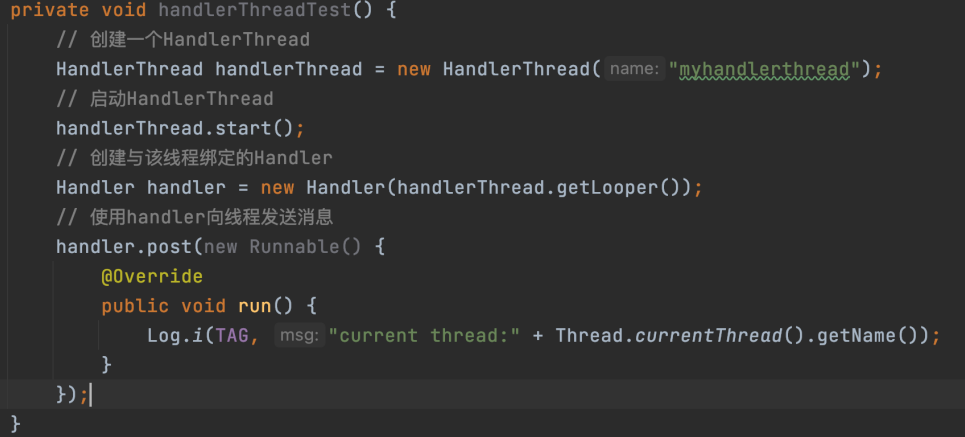 private void handlerThreadTest() {
    // 创建一个HandlerThread
    HandlerThread handlerThread = new HandlerThread( name: "myhandlerthread");
    // 启动HandlerThread
    handlerThread.start();
    // 创建与该线程绑定的Handler
    Handler handler = new Handler(handlerThread.getLooper());
    // 使用handler向线程发送消息
    handler.post(new Runnable() {
        @Override
        public void run() {
            Log.i(TAG, msg: "current thread:" + Thread.currentThread().getName());
        }
    });
}